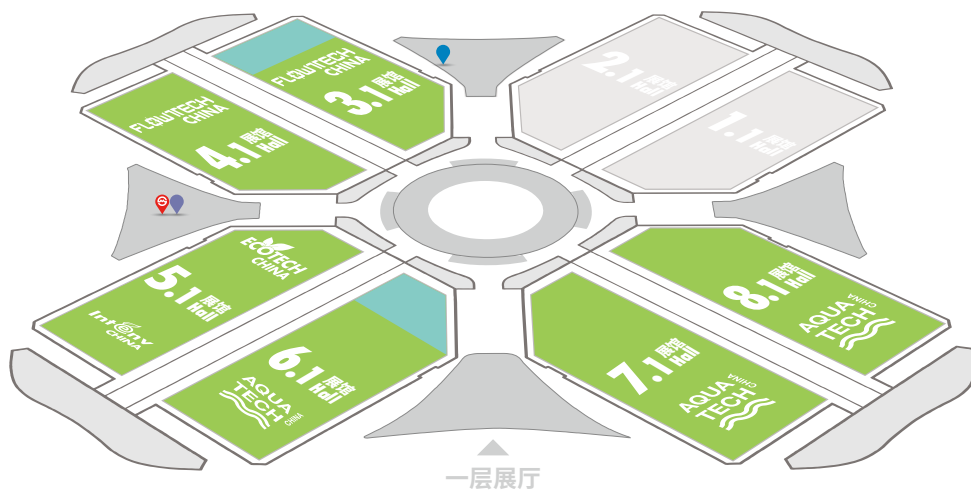 FLOWTECH
CHINA
3.1 展馆
Hall
2.1 展馆
Hall
FLOWTECH
CHINA
4.1 展馆
Hall
1.1 展馆
Hall
ECOTECH
CHINA
5.1 展馆
Hall
IntEnv
CHINA
8.1 展馆
Hall
AQUA
TECH
CHINA
6.1 展馆
Hall
AQUA
TECH
CHINA
7.1 展馆
Hall
AQUA
TECH
CHINA
一层展厅